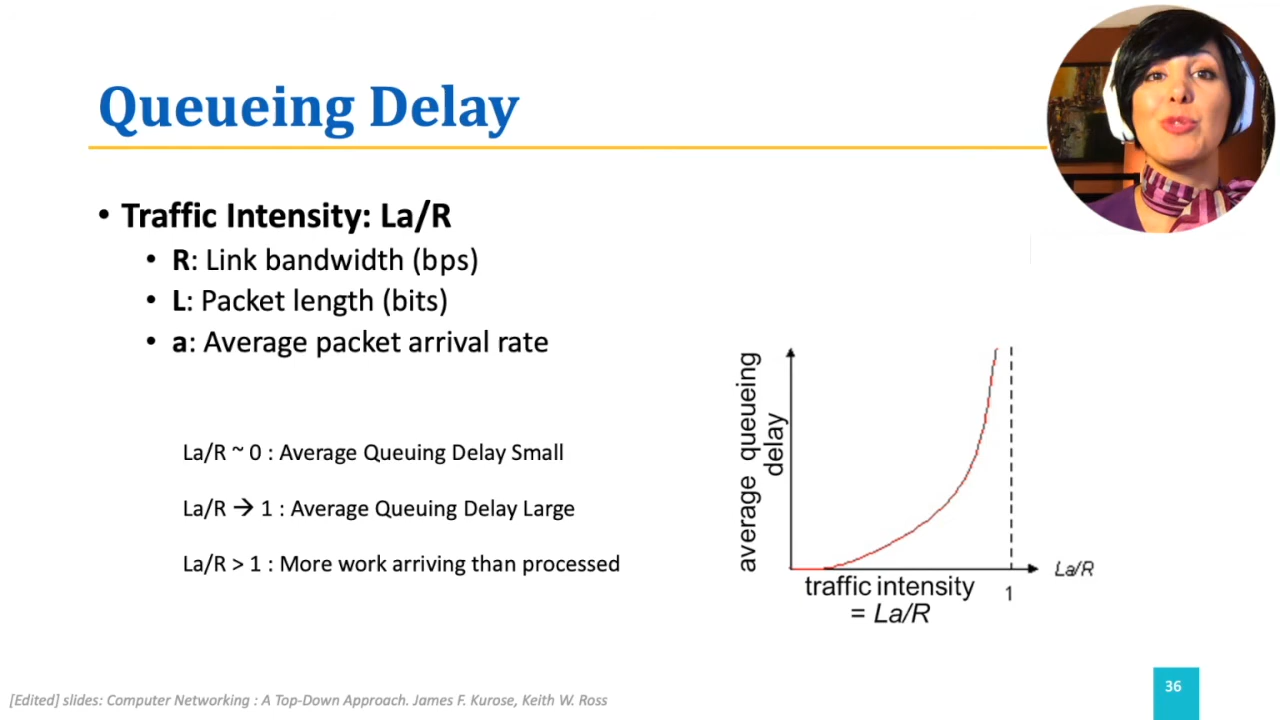 Queueing Delay
• Traffic Intensity: La/R
• R: Link bandwidth (bps)
• L: Packet length (bits)
• a: Average packet arrival rate
La/R ~ 0 : Average Queuing Delay Small
La/R → 1 : Average Queuing Delay Large
La/R > 1 : More work arriving than processed
average queueing
delay
La/R
traffic intensity
= La/R
1
[Edited] slides: Computer Networking : A Top-Down Approach. James F. Kurose, Keith W. Ross
36